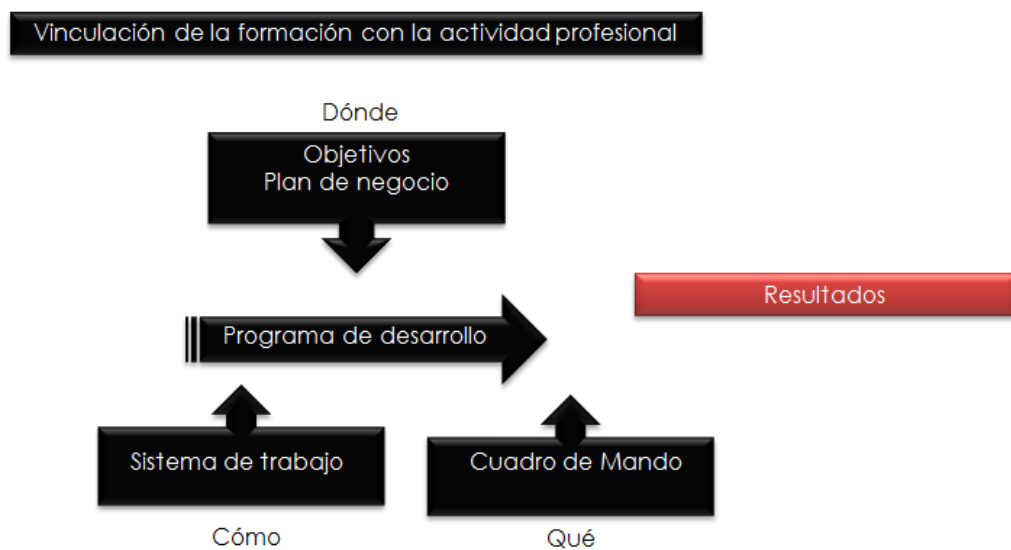 Vinculación de la formación con la actividad profesional
Dónde
Objetivos
Plan de negocio
Resultados
Programa de desarrollo
Sistema de trabajo
Cuadro de Mando
Cómo
Qué